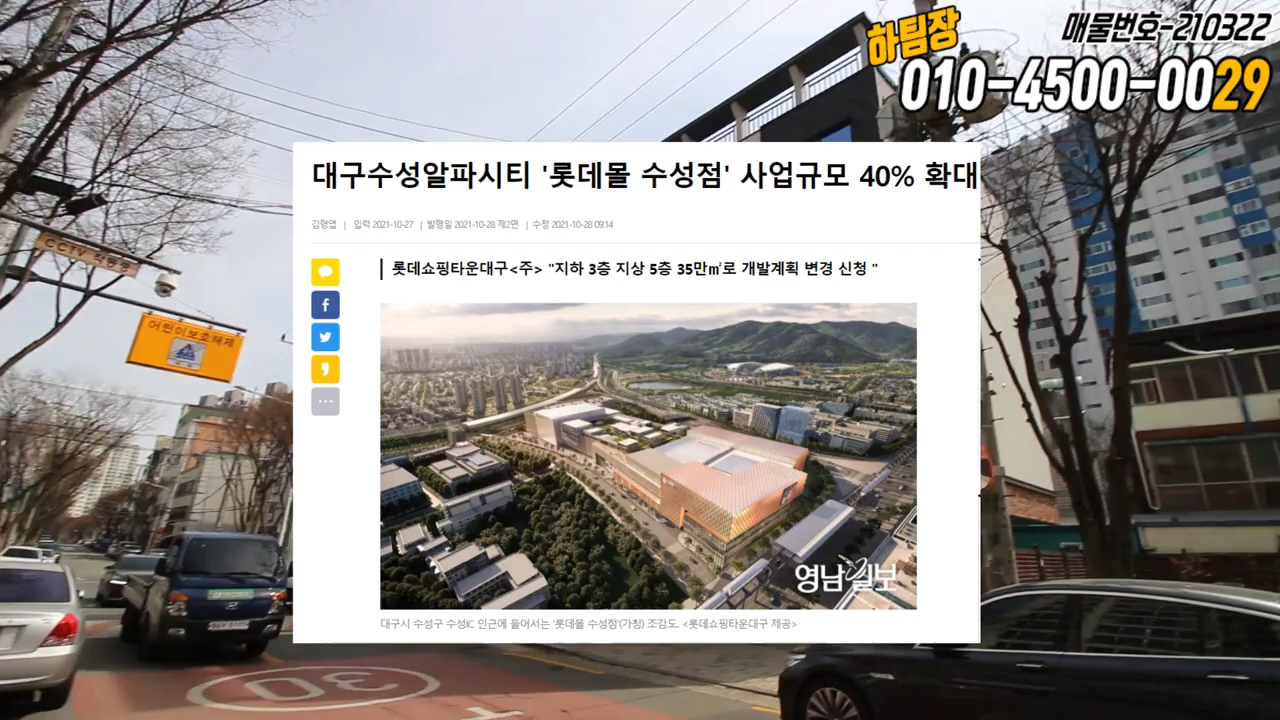 하팀장
매물번호-210322
010-4500-0029
대구수성알파시티 '롯데몰 수성점' 사업규모 40% 확대
김형엽 | 입력 2021-10-27 | 발행일 2021-10-28 제2면 | 수정 2021-10-28 09:14
롯데쇼핑타운대구<주> "지하 3층 지상 5층 35만㎡로 개발계획 변경 신청 "
영남일보
대구시 수성구 수성IC 인근에 들어서는 '롯데몰 수성점'(가칭) 조감도. <롯데쇼핑타운대구 제공>
CCTV 작동중
어린이보호해제
30